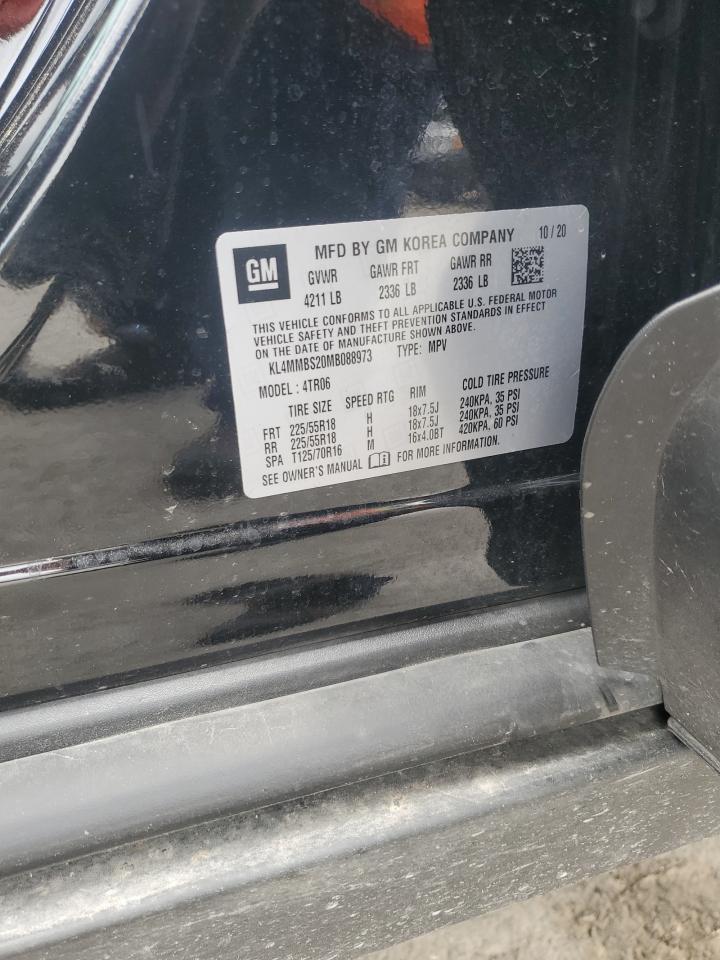 GM
MFD BY GM KOREA COMPANY 10/20
GVWR GAWR FRT GAWR RR
4211 LB 2336 LB 2336 LB
THIS VEHICLE CONFORMS TO ALL APPLICABLE U.S. FEDERAL MOTOR
VEHICLE SAFETY AND THEFT PREVENTION STANDARDS IN EFFECT
ON THE DATE OF MANUFACTURE SHOWN ABOVE.
KL4MMBS20MB088973 TYPE: MPV
MODEL: 4TR06
TIRE SIZE SPEED RTG RIM COLD TIRE PRESSURE
FRT 225/55R18 H 18x7.5J 240KPA, 35 PSI
RR 225/55R18 H 18x7.5J 240KPA, 35 PSI
SPA T125/70R16 M 16x4.0BT 420KPA, 60 PSI
SEE OWNER'S MANUAL FOR MORE INFORMATION.